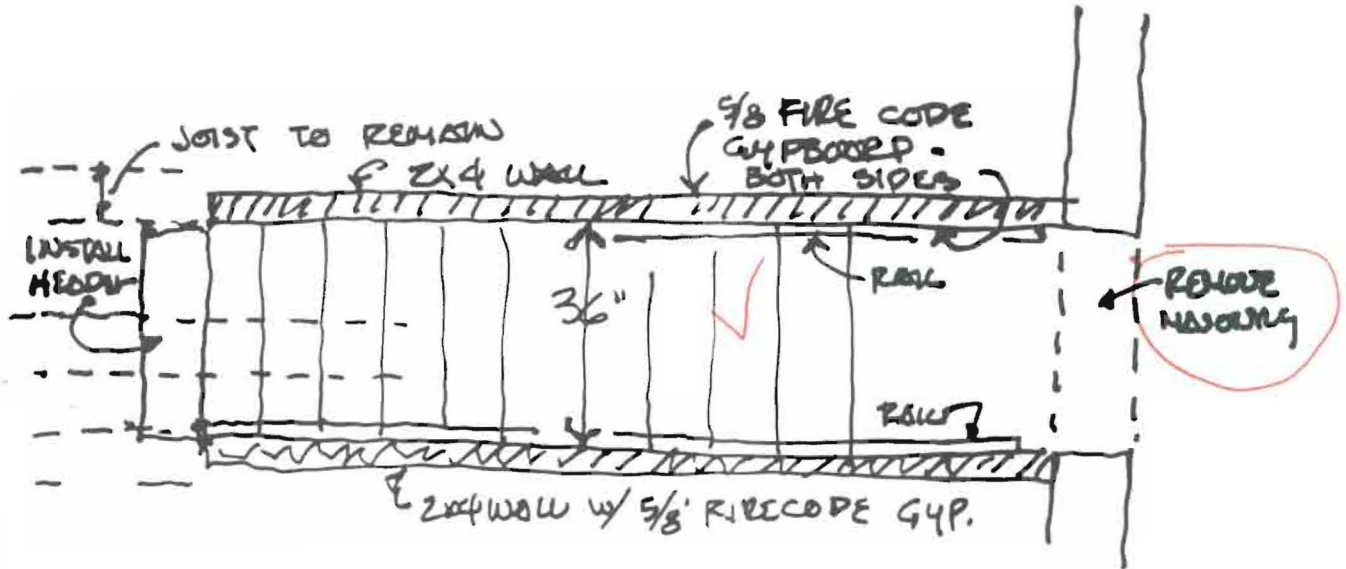 JOIST TO REMAIN
2X4 WALL
5/8 FIRE CODE
GYPBOARD -
BOTH SIDES
INSTALL
HEADER
36"
RAIL
REMOVE
MASONRY
RAIL
2x4 WALL W/ 5/8" FIRECODE GYP.